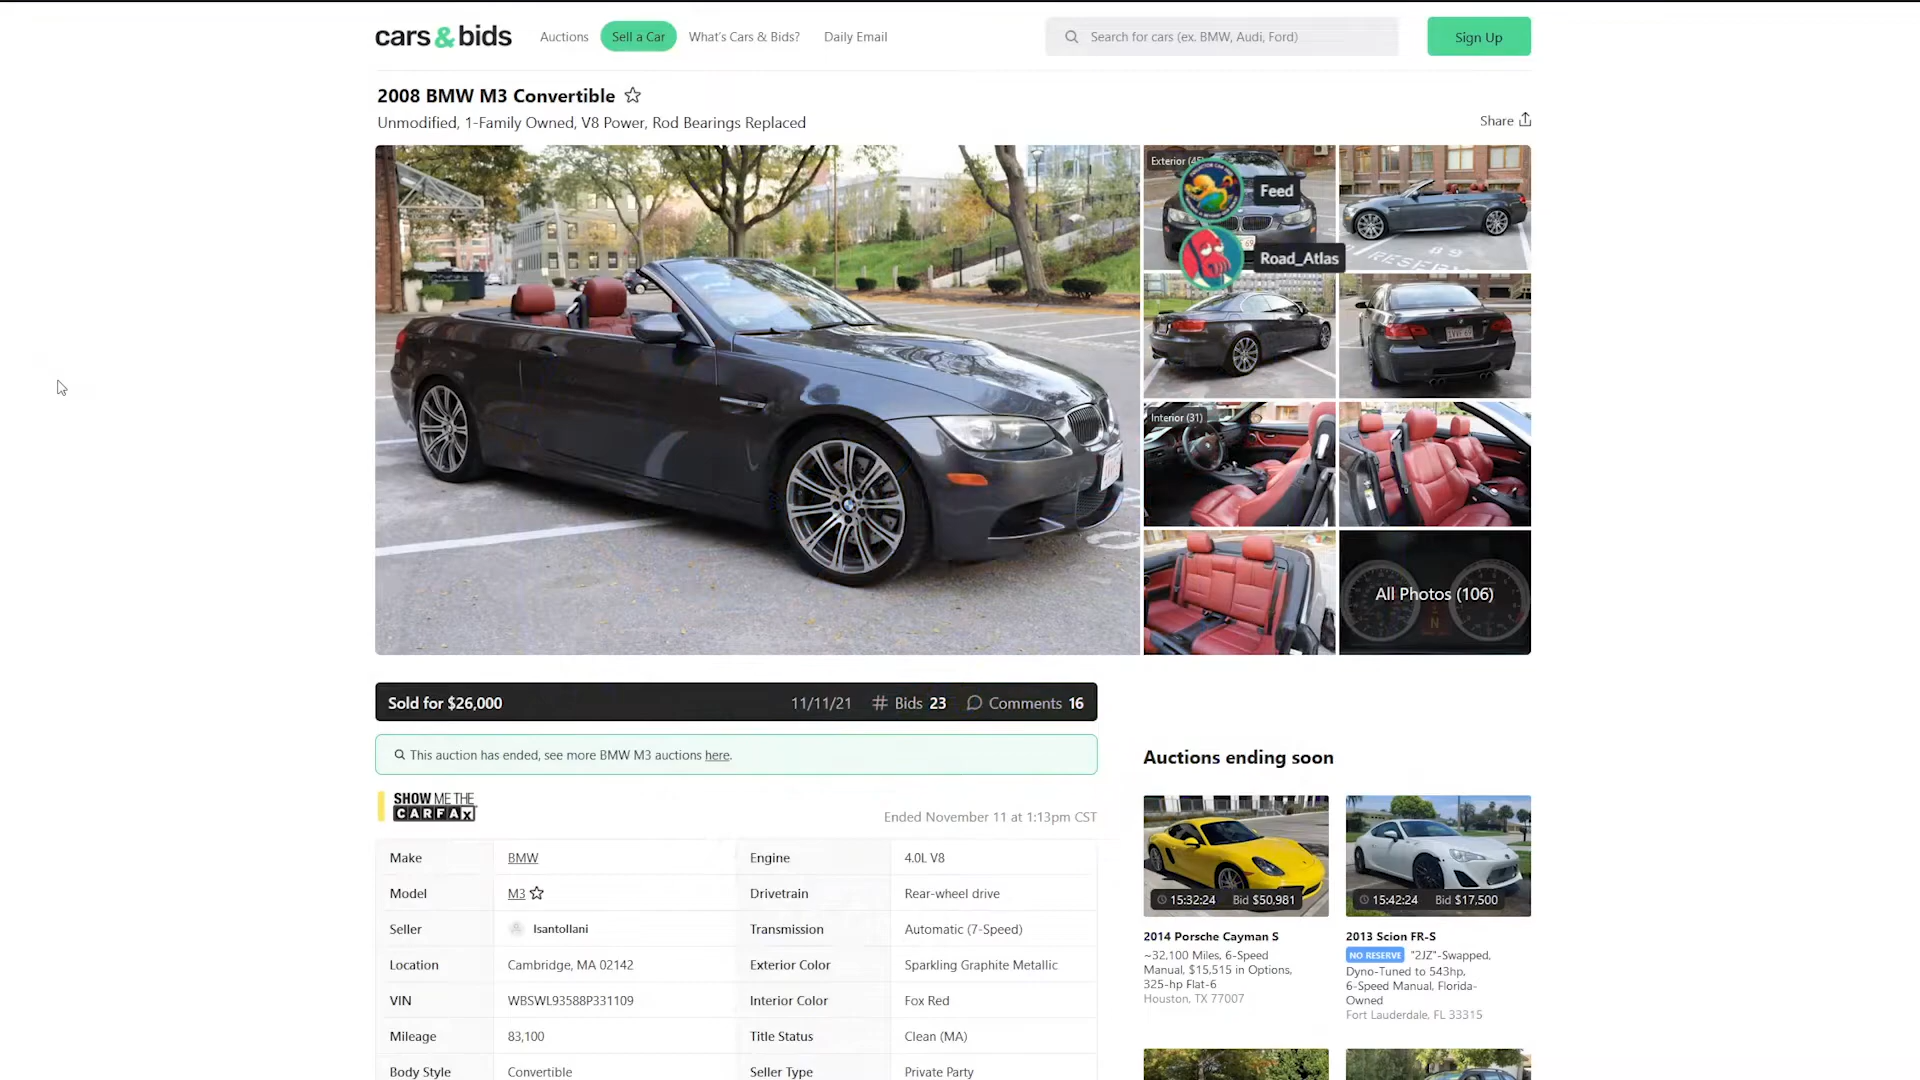 cars & bids
Auctions
Sell a Car
What's Cars & Bids?
Daily Email
Search for cars (ex. BMW, Audi, Ford)
Sign Up
2008 BMW M3 Convertible
Unmodified, 1-Family Owned, V8 Power, Rod Bearings Replaced
Share
Exterior (45)
Feed
Road_Atlas
Interior (31)
All Photos (106)
Sold for $26,000
11/11/21
Bids 23
Comments 16
This auction has ended, see more BMW M3 auctions here.
SHOW ME THE
CARFAX
Ended November 11 at 1:13pm CST
Make BMW
Engine 4.0L V8
Model M3
Drivetrain Rear-wheel drive
Seller lsantollani
Transmission Automatic (7-Speed)
Location Cambridge, MA 02142
Exterior Color Sparkling Graphite Metallic
VIN WBSWL93588P331109
Interior Color Fox Red
Mileage 83,100
Title Status Clean (MA)
Body Style Convertible
Seller Type Private Party
Auctions ending soon
15:32:24 Bid $50,981
2014 Porsche Cayman S
~32,100 Miles, 6-Speed
Manual, $15,515 in Options,
325-hp Flat-6
Houston, TX 77007
15:42:24 Bid $17,500
2013 Scion FR-S
NO RESERVE "2JZ"-Swapped,
Dyno-Tuned to 543hp,
6-Speed Manual, Florida-
Owned
Fort Lauderdale, FL 33315